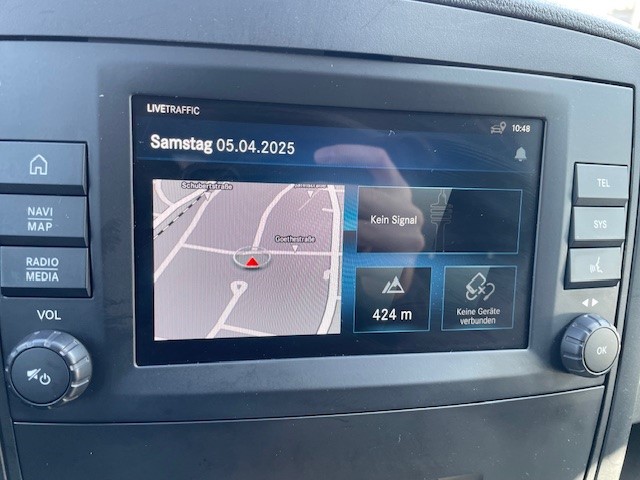 LIVETRAFFIC
10:48
Samstag 05.04.2025
Schubertstraße
Goethestraße
Kein Signal
424 m
Keine Geräte
verbunden
NAVI
MAP
RADIO
MEDIA
VOL
TEL
SYS
OK